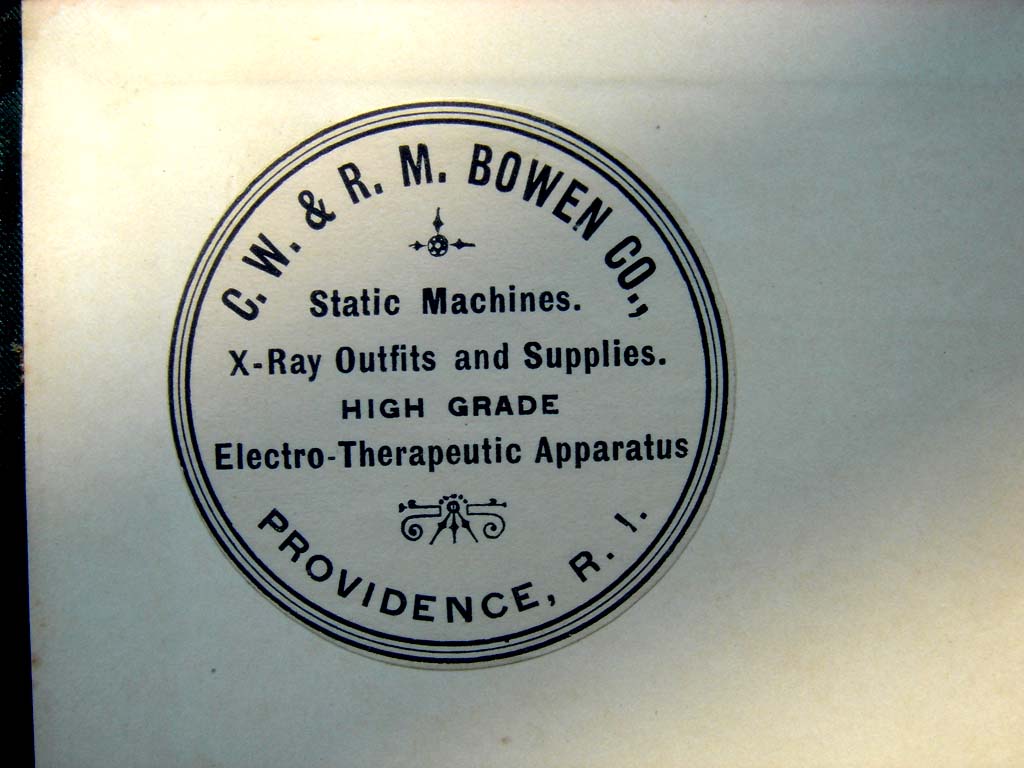 C. W. & R. M. BOWEN CO.,
Static Machines.
X-Ray Outfits and Supplies.
HIGH GRADE
Electro-Therapeutic Apparatus
PROVIDENCE, R. I.